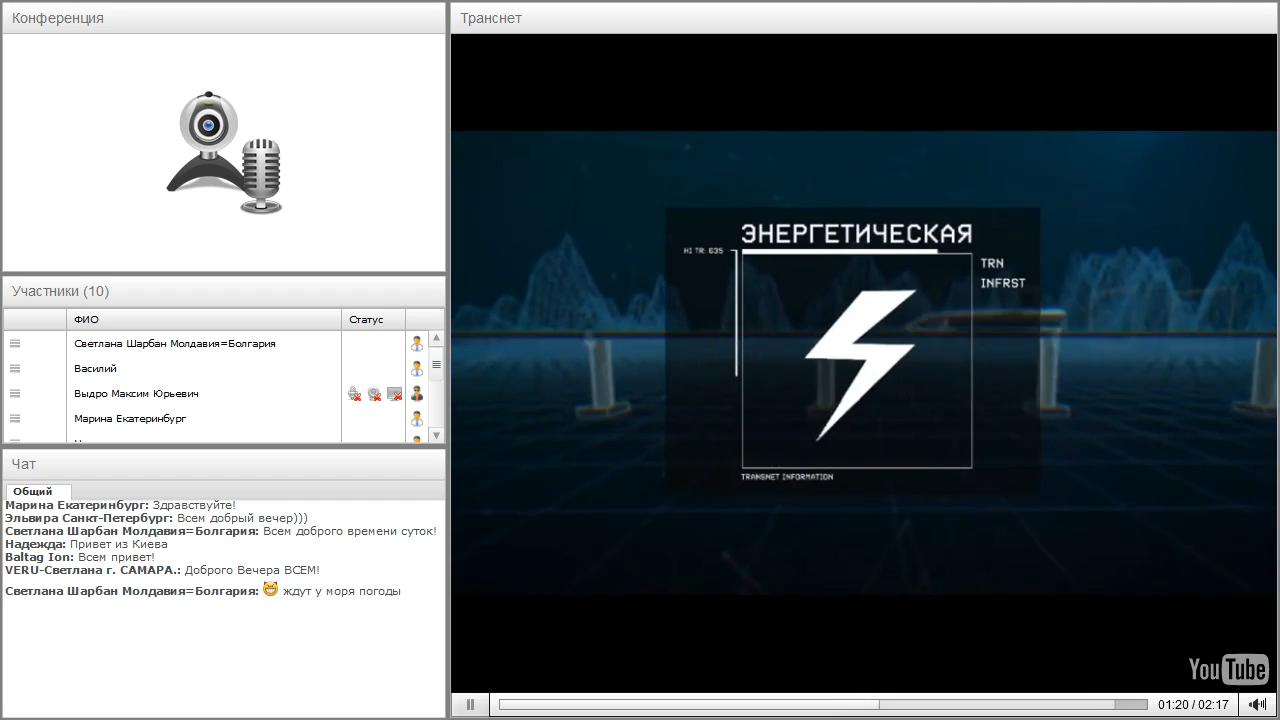 Конференция
Участники (10)
ФИО Статус
Светлана Шарбан Молдавия=Болгария
Василий
Выдро Максим Юрьевич
Марина Екатеринбург
Чат
Общий
Марина Екатеринбург: Здравствуйте!
Эльвира Санкт-Петербург: Всем добрый вечер)))
Светлана Шарбан Молдавия=Болгария: Всем доброго времени суток!
Надежда: Привет из Киева
Baltag Ion: Всем привет!
VERU-Светлана г. САМАРА.: Доброго Вечера ВСЕМ!
Светлана Шарбан Молдавия=Болгария: ждут у моря погоды
Транснет
ЭНЕРГЕТИЧЕСКАЯ
HI TR: 635
TRN
INFRST
TRANSNET INFORMATION
YouTube
01:20 / 02:17